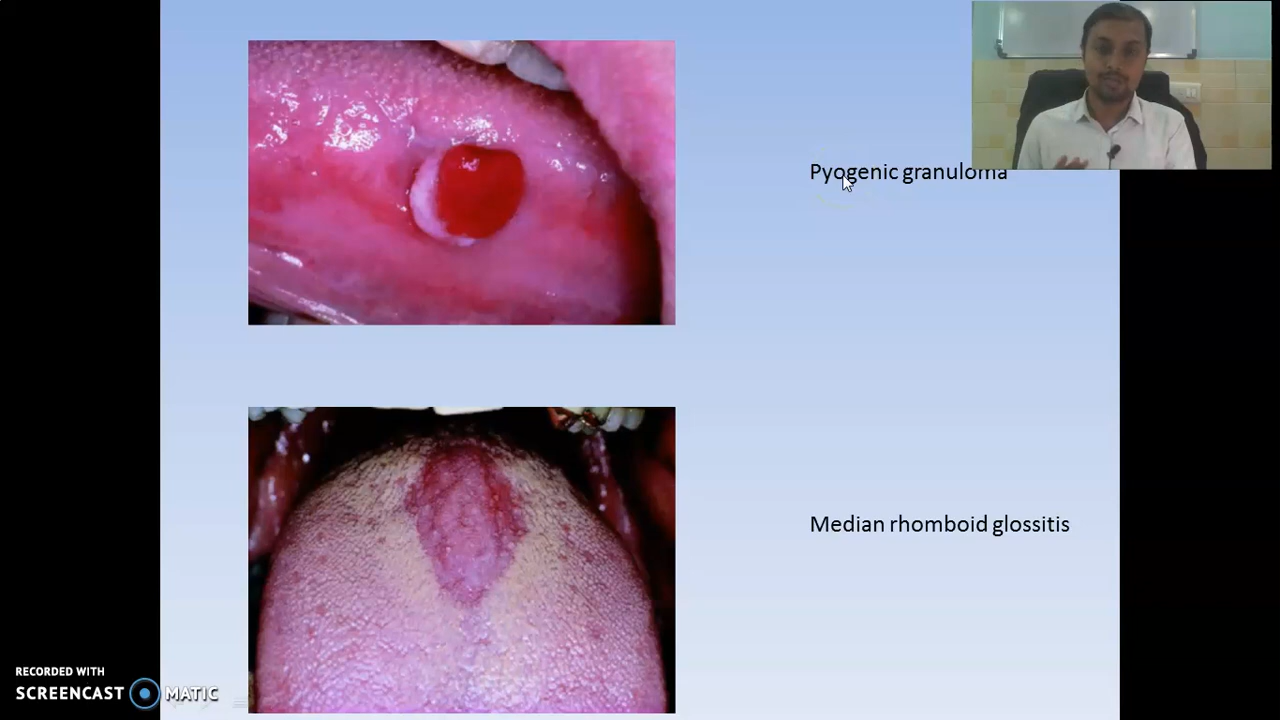 Pyogenic granuloma
Median rhomboid glossitis
RECORDED WITH
SCREENCAST MATIC